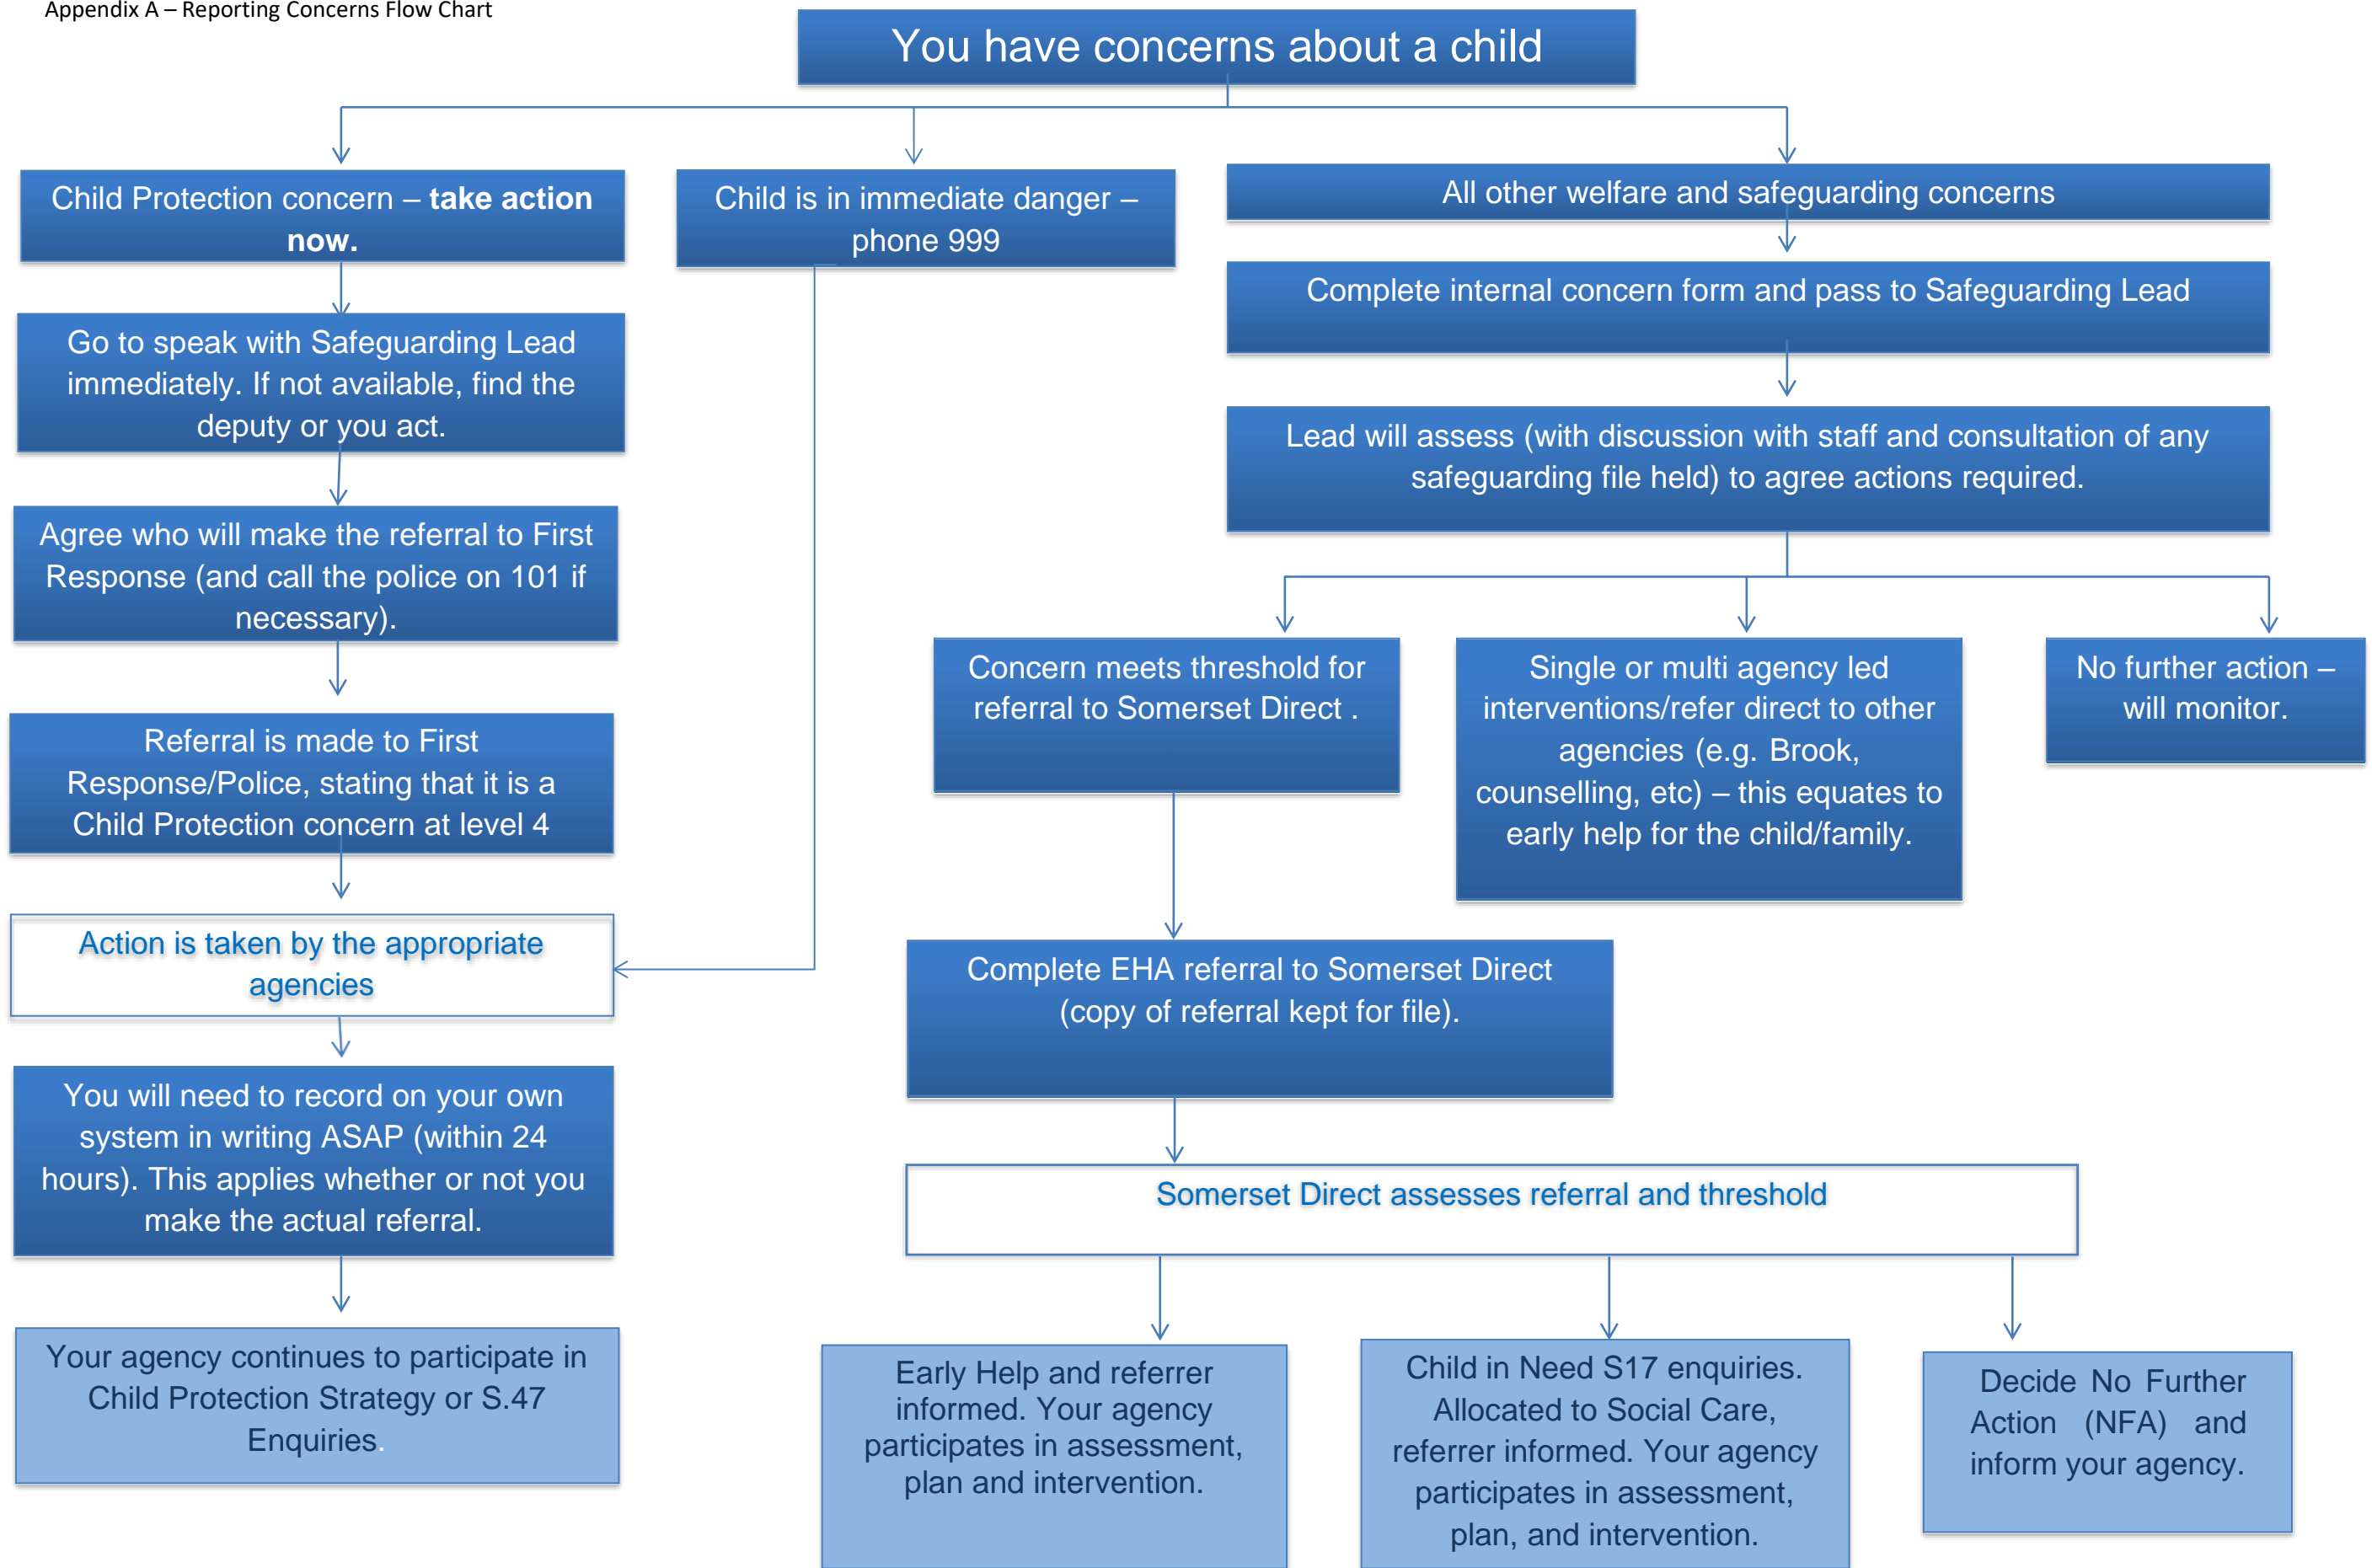 Appendix A – Reporting Concerns Flow Chart
You have concerns about a child
Child Protection concern – take action
now.
Child is in immediate danger –
phone 999
All other welfare and safeguarding concerns
Go to speak with Safeguarding Lead
immediately. If not available, find the
deputy or you act.
Complete internal concern form and pass to Safeguarding Lead
Lead will assess (with discussion with staff and consultation of any
safeguarding file held) to agree actions required.
Agree who will make the referral to First
Response (and call the police on 101 if
necessary).
Concern meets threshold for
referral to Somerset Direct .
Single or multi agency led
interventions/refer direct to other
agencies (e.g. Brook,
counselling, etc) – this equates to
early help for the child/family.
No further action –
will monitor.
Referral is made to First
Response/Police, stating that it is a
Child Protection concern at level 4
Action is taken by the appropriate
agencies
Complete EHA referral to Somerset Direct
(copy of referral kept for file).
You will need to record on your own
system in writing ASAP (within 24
hours). This applies whether or not you
make the actual referral.
Somerset Direct assesses referral and threshold
Your agency continues to participate in
Child Protection Strategy or S.47
Enquiries.
Early Help and referrer
informed. Your agency
participates in assessment,
plan and intervention.
Child in Need S17 enquiries.
Allocated to Social Care,
referrer informed. Your agency
participates in assessment,
plan, and intervention.
Decide No Further
Action (NFA) and
inform your agency.